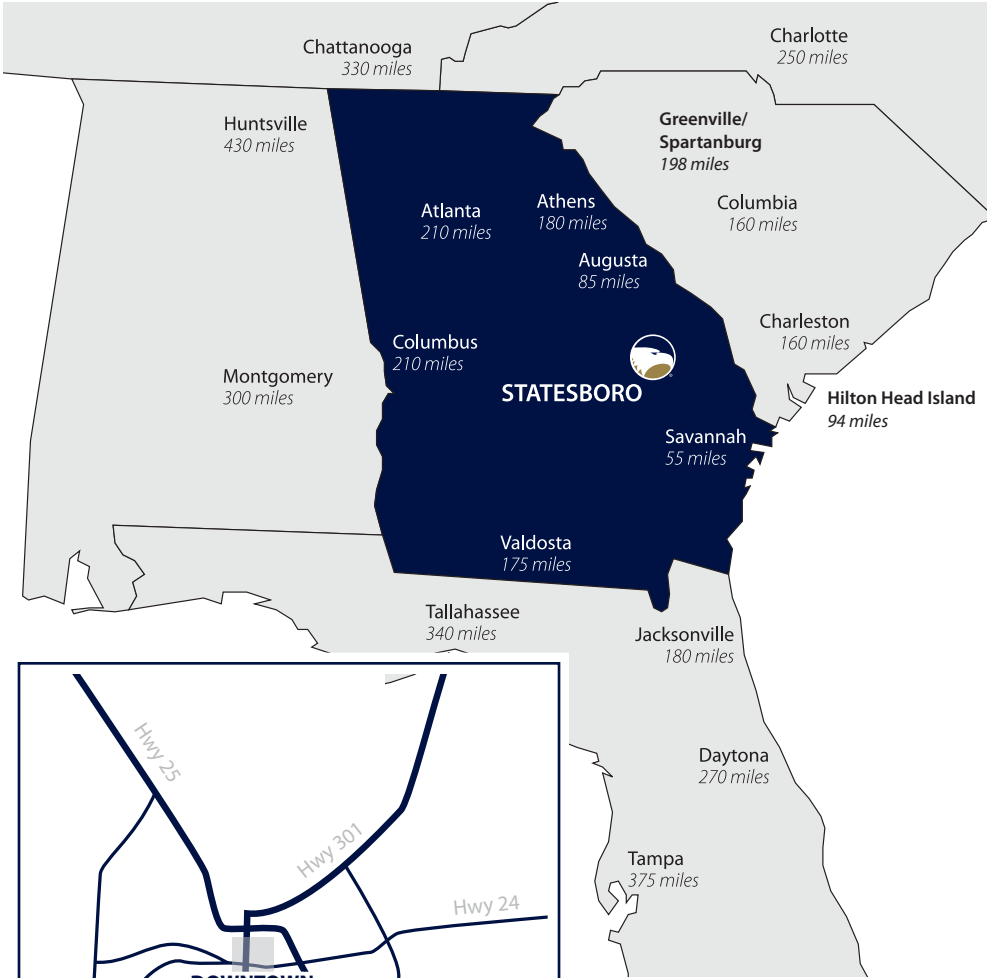 Chattanooga
330 miles
Charlotte
250 miles
Huntsville
430 miles
Greenville/
Spartanburg
198 miles
Atlanta
210 miles
Athens
180 miles
Columbia
160 miles
Augusta
85 miles
Columbus
210 miles
Charleston
160 miles
Montgomery
300 miles
STATESBORO
Hilton Head Island
94 miles
Savannah
55 miles
Valdosta
175 miles
Tallahassee
340 miles
Jacksonville
180 miles
Daytona
270 miles
Tampa
375 miles
Hwy 25
Hwy 301
Hwy 24
DOWNTOWN